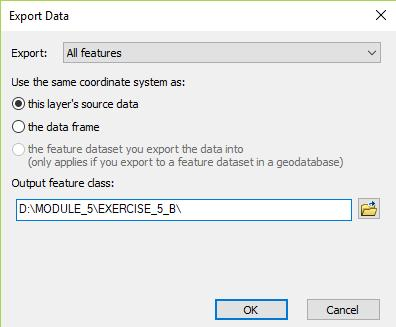 Export Data
Export: All features
Use the same coordinate system as:
this layer's source data
the data frame
the feature dataset you export the data into
(only applies if you export to a feature dataset in a geodatabase)
Output feature class:
D:\MODULE_5\EXERCISE_5_B\
OK Cancel